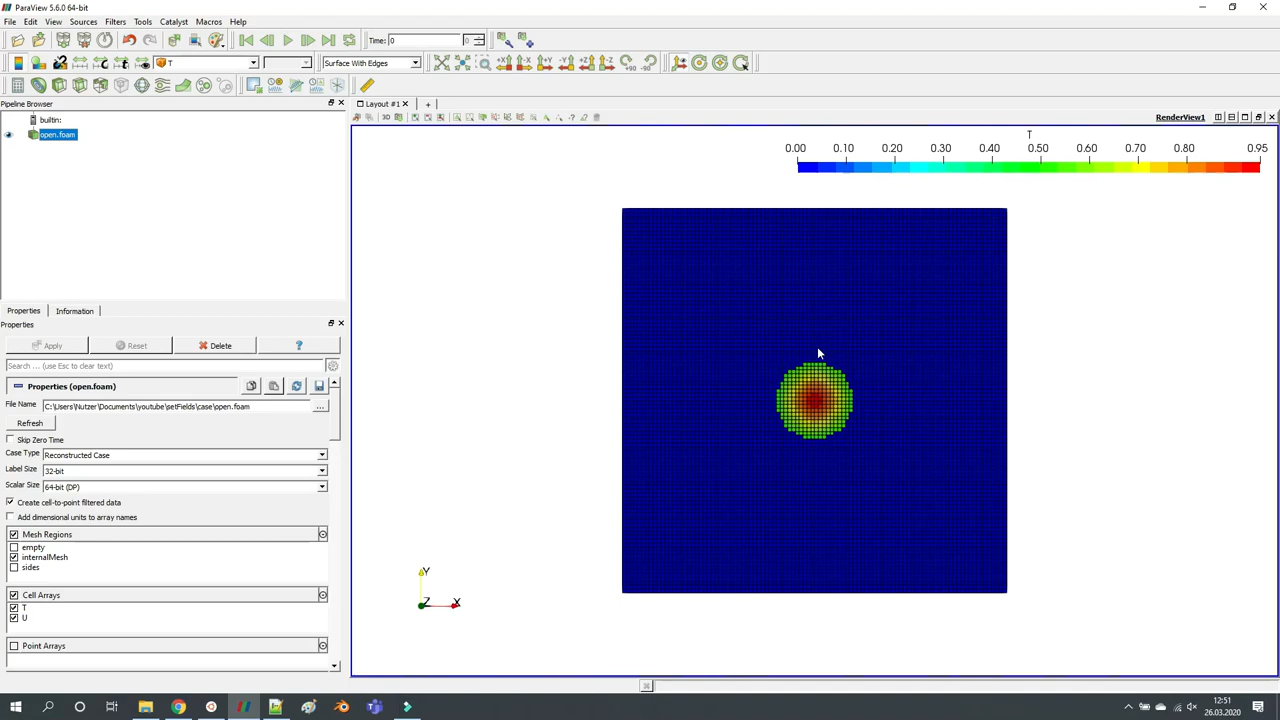 ParaView 5.6.0 64-bit
File Edit View Sources Filters Tools Catalyst Macros Help
Time: 0 0
T Surface With Edges
+X -X +Y -Y +Z -Z +90 -90
Pipeline Browser
Layout #1 × +
builtin:
3D
RenderView1
open.foam
T
0.00 0.10 0.20 0.30 0.40 0.50 0.60 0.70 0.80 0.95
Properties Information
Properties
Apply Reset Delete ?
Search ... (use Esc to clear text)
Properties (open.foam)
File Name C:\Users\Nutzer\Documents\youtube\setFields\case\open.foam ...
Refresh
Skip Zero Time
Case Type Reconstructed Case
Label Size 32-bit
Scalar Size 64-bit (DP)
Create cell-to-point filtered data
Add dimensional units to array names
Mesh Regions
empty
internalMesh
sides
Cell Arrays
T
U
Point Arrays
Y
Z X
12:51
26.03.2020